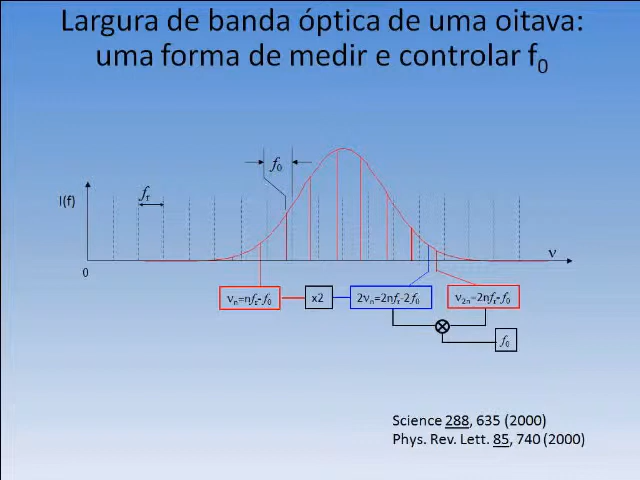 Largura de banda óptica de uma oitava:
uma forma de medir e controlar f₀
f₀
I(f)
fᵣ
ν
0
νₙ=nfᵣ-f₀
x2
2νₙ=2nfᵣ-2f₀
ν₂ₙ=2nfᵣ-f₀
f₀
Science 288, 635 (2000)
Phys. Rev. Lett. 85, 740 (2000)